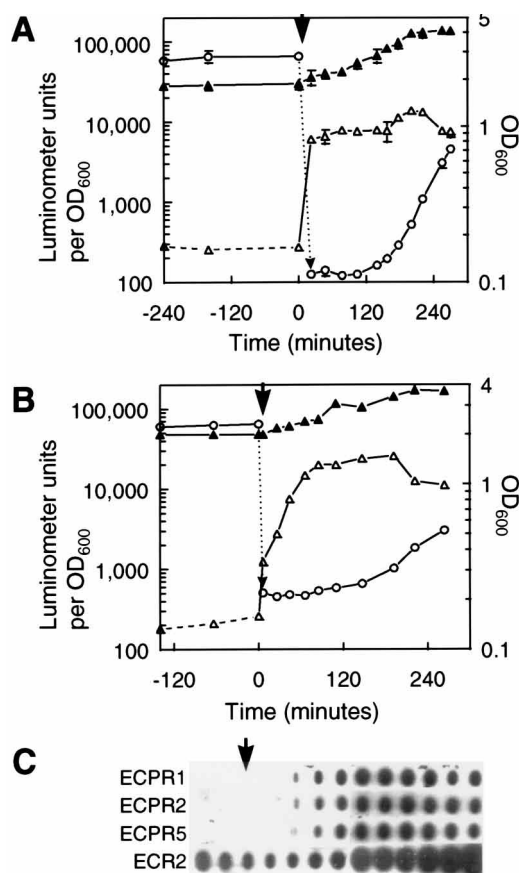 A
100,000
10,000
1,000
100
Luminometer units
per OD600
5
1
0.1
OD600
-240
-120
0
120
240
Time (minutes)
B
100,000
10,000
1,000
100
Luminometer units
per OD600
4
1
0.1
OD600
-120
0
120
240
Time (minutes)
C
ECPR1
ECPR2
ECPR5
ECR2